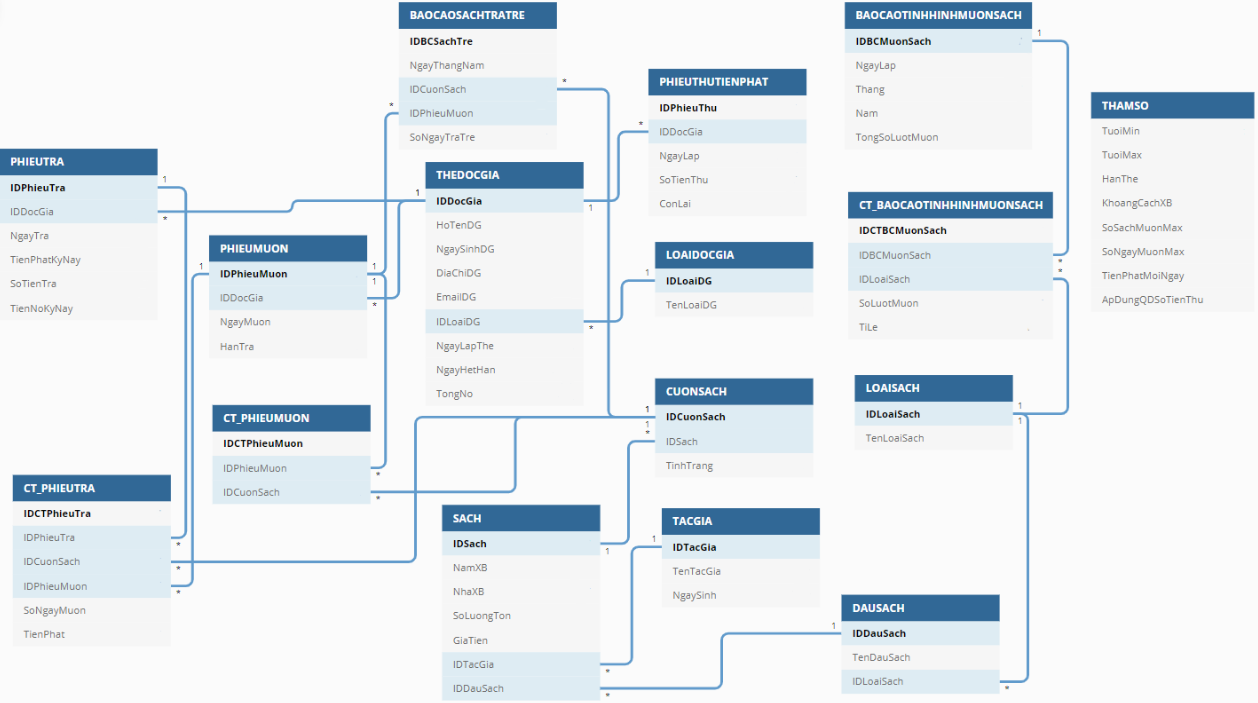 BAOCAOSACHTRATRE
IDBCSachTre
NgayThangNam
IDCuonSach
IDPhieuMuon
SoNgayTraTre
BAOCAOTINHHINHMUONSACH
IDBCMuonSach
NgayLap
Thang
Nam
TongSoLuotMuon
PHIEUTHUTIENPHAT
IDPhieuThu
IDDocGia
NgayLap
SoTienThu
ConLai
THAMSO
TuoiMin
TuoiMax
HanThe
KhoangCachXB
SoSachMuonMax
SoNgayMuonMax
TienPhatMoiNgay
ApDungQDSoTienThu
PHIEUTRA
IDPhieuTra
IDDocGia
NgayTra
TienPhatKyNay
SoTienTra
TienNoKyNay
THEDOCGIA
IDDocGia
HoTenDG
NgaySinhDG
DiaChiDG
EmailDG
IDLoaiDG
NgayLapThe
NgayHetHan
TongNo
CT_BAOCAOTINHHINHMUONSACH
IDCTBCMuonSach
IDBCMuonSach
IDLoaiSach
SoLuotMuon
TiLe
PHIEUMUON
IDPhieuMuon
IDDocGia
NgayMuon
HanTra
LOAIDOCGIA
IDLoaiDG
TenLoaiDG
LOAISACH
IDLoaiSach
TenLoaiSach
CUONSACH
IDCuonSach
IDSach
TinhTrang
CT_PHIEUMUON
IDCTPhieuMuon
IDPhieuMuon
IDCuonSach
CT_PHIEUTRA
IDCTPhieuTra
IDPhieuTra
IDCuonSach
IDPhieuMuon
SoNgayMuon
TienPhat
SACH
IDSach
NamXB
NhaXB
SoLuongTon
GiaTien
IDTacGia
IDDauSach
TACGIA
IDTacGia
TenTacGia
NgaySinh
DAUSACH
IDDauSach
TenDauSach
IDLoaiSach